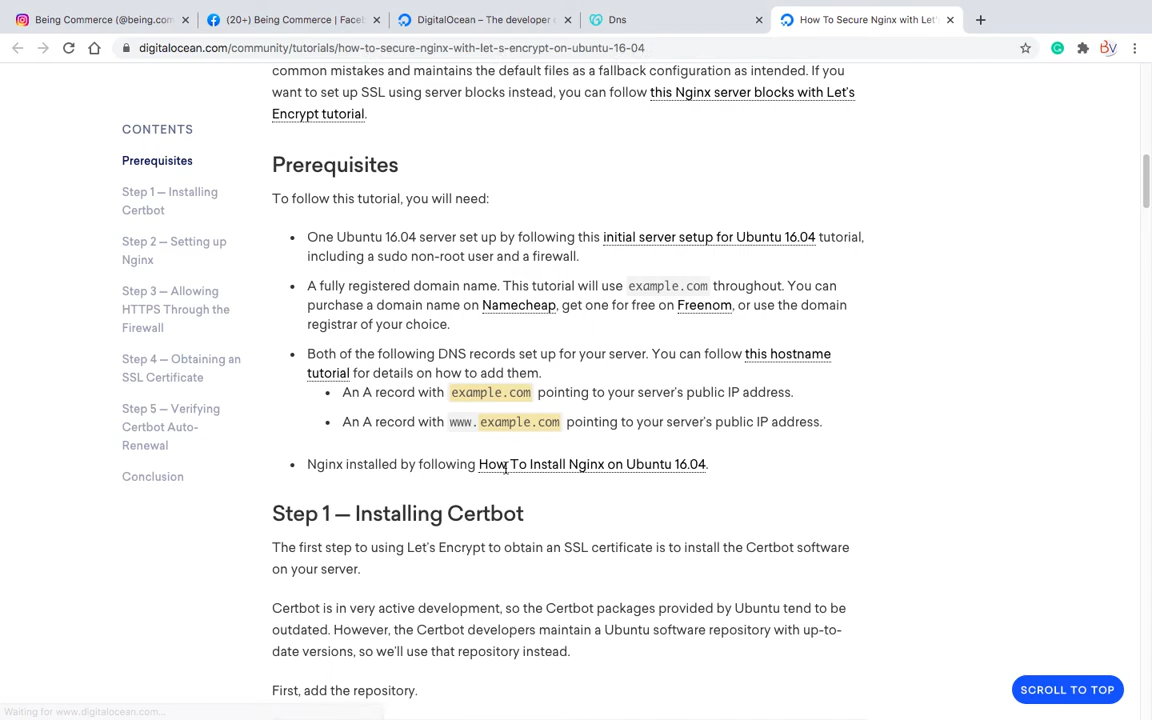 Being Commerce (@being.com
(20+) Being Commerce | Facel
DigitalOcean – The developer
Dns
How To Secure Nginx with Let'
digitalocean.com/community/tutorials/how-to-secure-nginx-with-let-s-encrypt-on-ubuntu-16-04
common mistakes and maintains the default files as a fallback configuration as intended. If you
want to set up SSL using server blocks instead, you can follow this Nginx server blocks with Let's
Encrypt tutorial.
CONTENTS
Prerequisites
Step 1 — Installing
Certbot
Step 2 — Setting up
Nginx
Step 3 — Allowing
HTTPS Through the
Firewall
Step 4 — Obtaining an
SSL Certificate
Step 5 — Verifying
Certbot Auto-
Renewal
Conclusion
Prerequisites
To follow this tutorial, you will need:
• One Ubuntu 16.04 server set up by following this initial server setup for Ubuntu 16.04 tutorial,
including a sudo non-root user and a firewall.
• A fully registered domain name. This tutorial will use example.com throughout. You can
purchase a domain name on Namecheap, get one for free on Freenom, or use the domain
registrar of your choice.
• Both of the following DNS records set up for your server. You can follow this hostname
tutorial for details on how to add them.
• An A record with example.com pointing to your server's public IP address.
• An A record with www.example.com pointing to your server's public IP address.
• Nginx installed by following How To Install Nginx on Ubuntu 16.04.
Step 1 — Installing Certbot
The first step to using Let's Encrypt to obtain an SSL certificate is to install the Certbot software
on your server.
Certbot is in very active development, so the Certbot packages provided by Ubuntu tend to be
outdated. However, the Certbot developers maintain a Ubuntu software repository with up-to-
date versions, so we'll use that repository instead.
First, add the repository.
SCROLL TO TOP
Waiting for www.digitalocean.com...